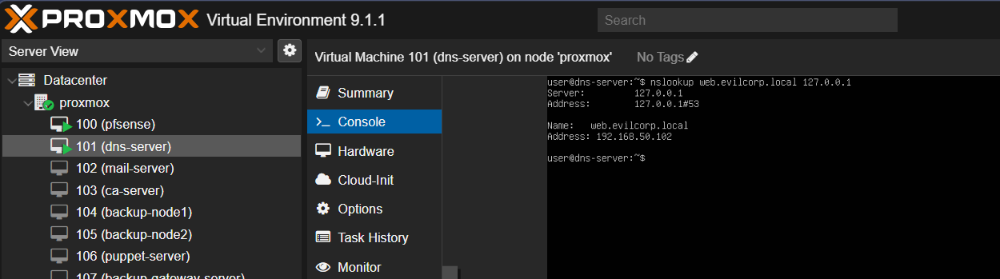 PROXMOX Virtual Environment 9.1.1
Search
Server View
Datacenter
proxmox
100 (pfsense)
101 (dns-server)
102 (mail-server)
103 (ca-server)
104 (backup-node1)
105 (backup-node2)
106 (puppet-server)
107 (backup-gateway-server)
Virtual Machine 101 (dns-server) on node 'proxmox'
No Tags
Summary
Console
Hardware
Cloud-Init
Options
Task History
Monitor
user@dns-server:~$ nslookup web.evilcorp.local 127.0.0.1
Server: 127.0.0.1
Address: 127.0.0.1#53
Name: web.evilcorp.local
Address: 192.168.50.102
user@dns-server:~$